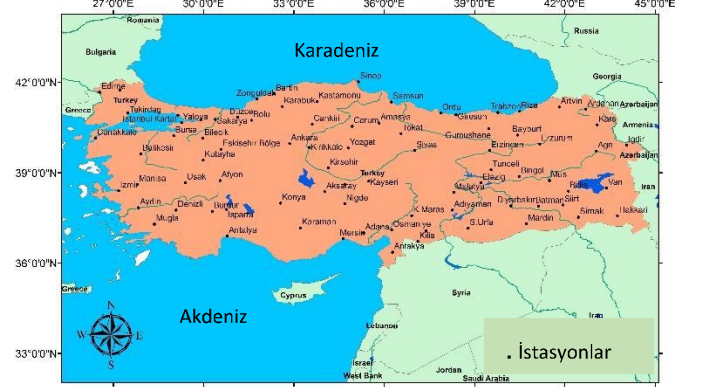 27°0'0"E 30°0'0"E 33°0'0"E 36°0'0"E 39°0'0"E 42°0'0"E 45°0'0"E
Romania
Russia
Bulgaria
Karadeniz
Sinop
Georgia
42°0'0"N
Edirne
Bartin
Zonguldak
Kastamonu
Samsun
Karabuk
Ordu
Trabzon
Rize
Artvin
Ardahan
Azerbaijan
Greece
Turkey
Tekirdag
Istanbul Kartal
Yalova
Duzce
Sakarya
Bolu
Cankiri
Corum
Amasya
Giresun
Kars
Armenia
Canakkale
Bursa
Bilecik
Tokat
Gumushane
Bayburt
Erzurum
Igdir
Ankara
Eskisehir Bölge
Kirikkale
Yozgat
Sivas
Erzincan
Agri
Azerbaijan
Balikesir
Kutayha
Kirsehir
Tunceli
39°0'0"N
Manisa
Usak
Afyon
Turkey
Kayseri
Elazig
Bingol
Mus
Izmir
Aksaray
Malatya
Van
Iran
Aydin
Denizli
Burdur
Isparta
Konya
Nigde
K.Maras
Adiyaman
Diyarbakir
Batman
Siirt
Mugla
Karaman
Adana
Osmaniye
S.Urfa
Mardin
Sirnak
Hakkari
Antalya
Mersin
Kilis
Antakya
36°0'0"N
Greece
Cyprus
Syria
Akdeniz
N
W E
S
Lebanon
Iraq
. İstasyonlar
33°0'0"N
Israel
West Bank
Jordan
Saudi Arabia